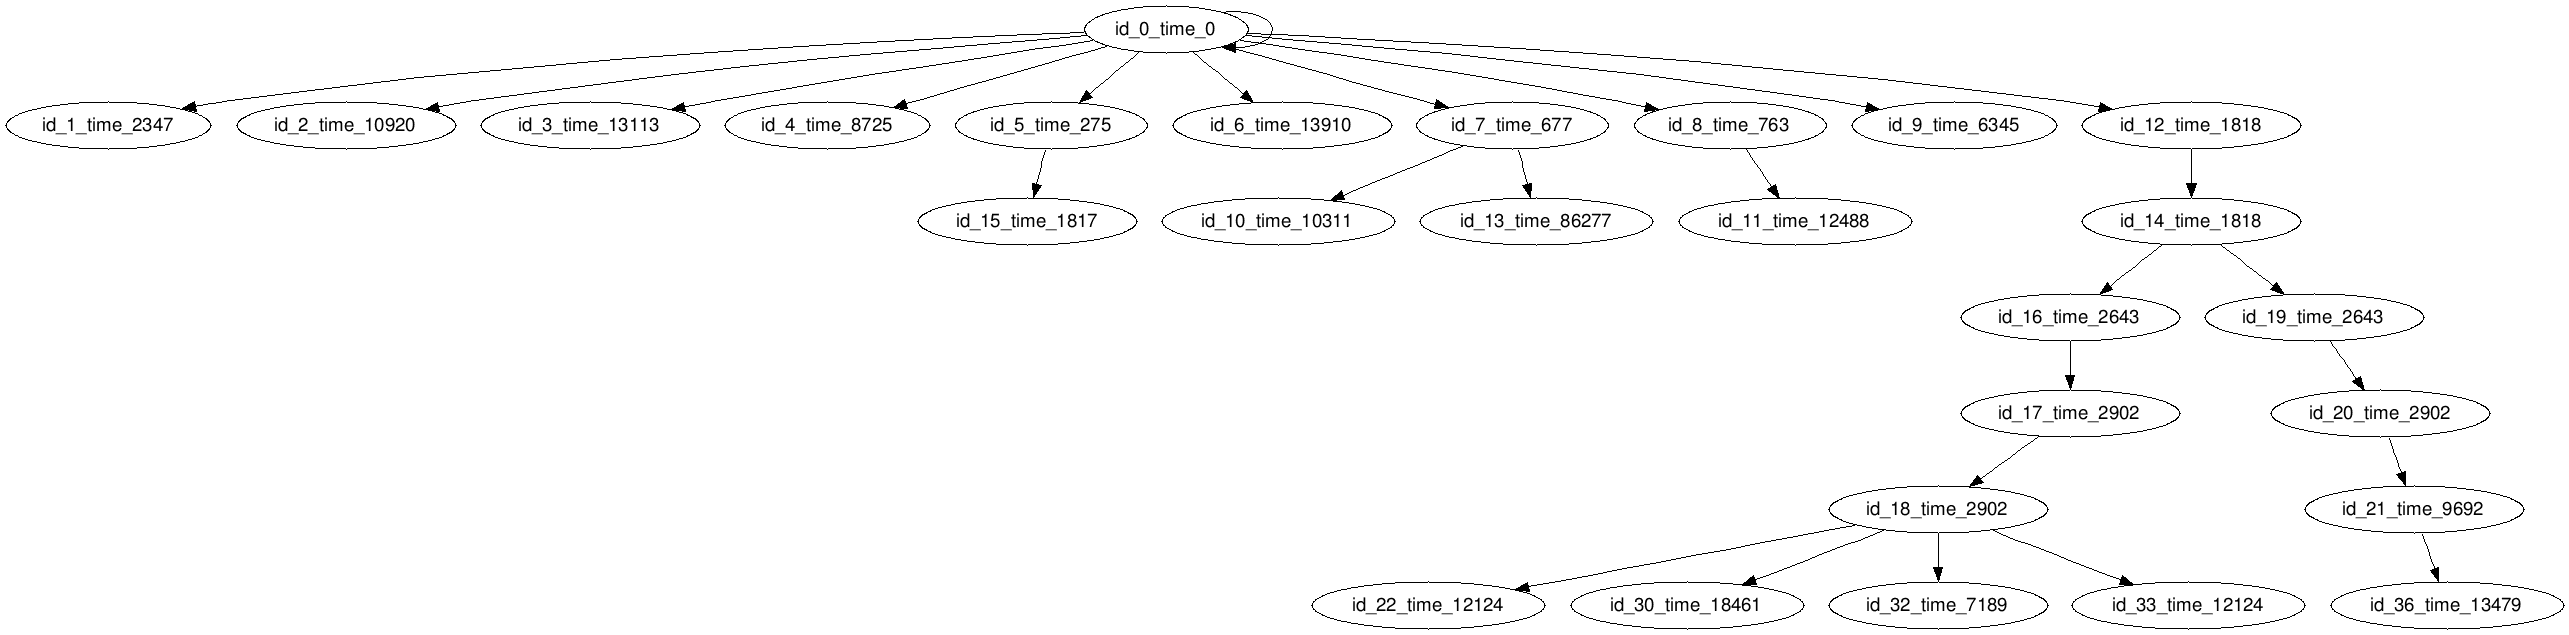 id_0_time_0
id_1_time_2347
id_2_time_10920
id_3_time_13113
id_4_time_8725
id_5_time_275
id_6_time_13910
id_7_time_677
id_8_time_763
id_9_time_6345
id_12_time_1818
id_15_time_1817
id_10_time_10311
id_13_time_86277
id_11_time_12488
id_14_time_1818
id_16_time_2643
id_19_time_2643
id_17_time_2902
id_20_time_2902
id_18_time_2902
id_21_time_9692
id_22_time_12124
id_30_time_18461
id_32_time_7189
id_33_time_12124
id_36_time_13479